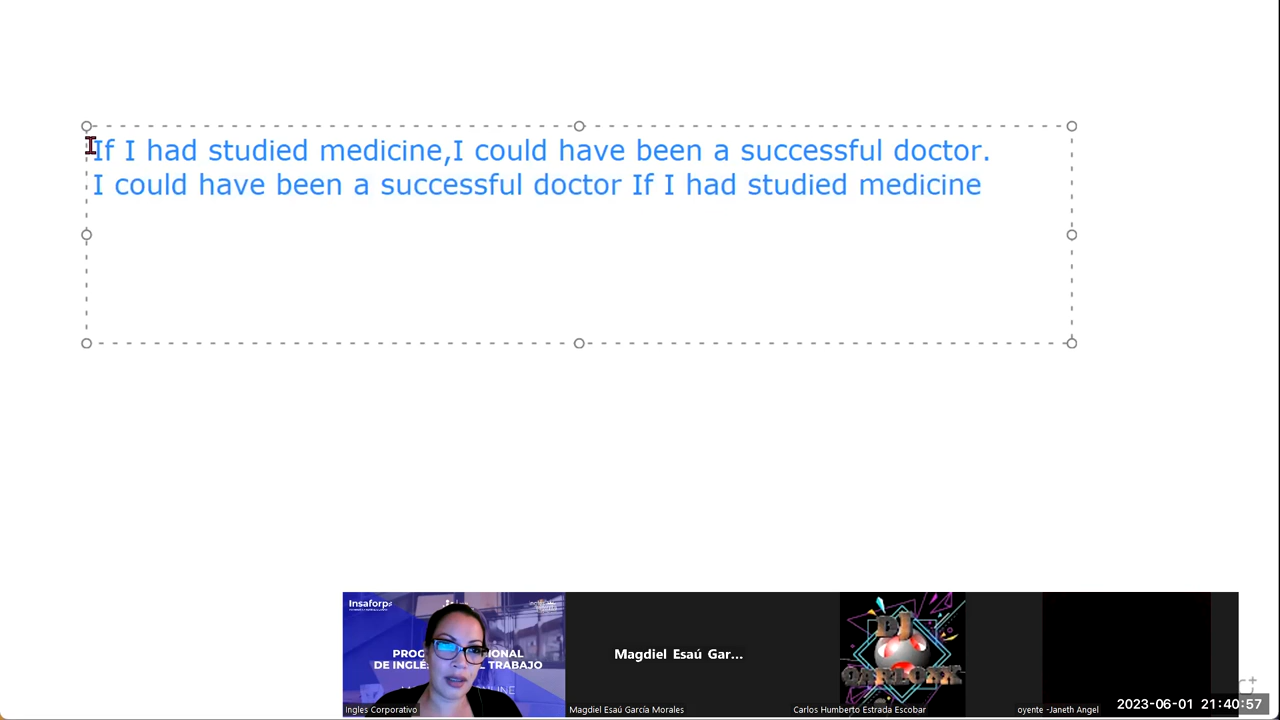 If I had studied medicine,I could have been a successful doctor.
I could have been a successful doctor If I had studied medicine
Insaforp
DE INGLÉ
L TRABAJO
Magdiel Esaú Gar...
DJ
CARLOXX
Ingles Corporativo
Magdiel Esaú García Morales
Carlos Humberto Estrada Escobar
oyente -Janeth Angel
2023-06-01 21:40:57